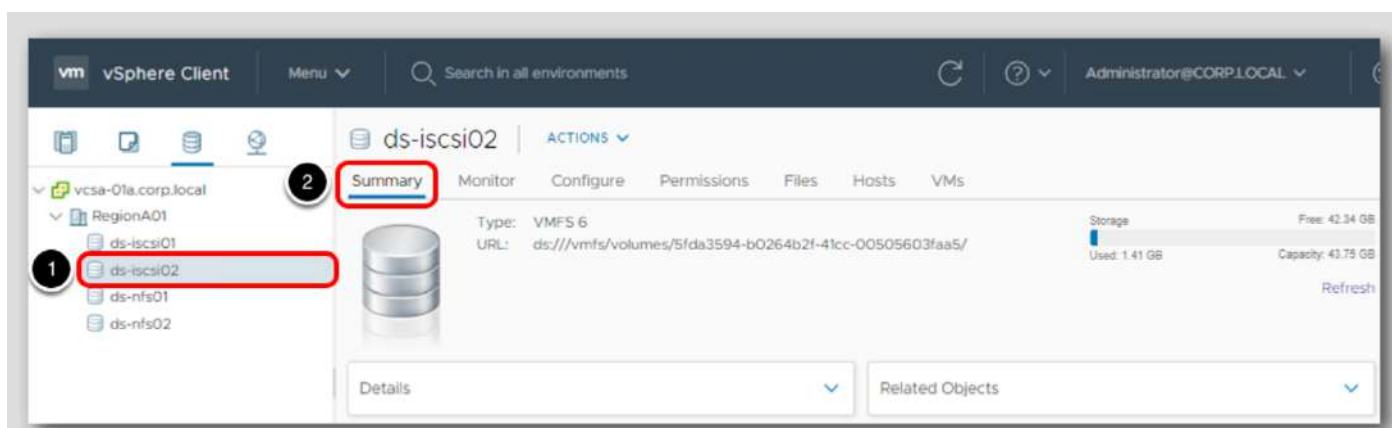 vm vSphere Client Menu Search in all environments Administrator@CORP.LOCAL
ds-iscsi02 ACTIONS
vcsa-01a.corp.local
2
Summary Monitor Configure Permissions Files Hosts VMs
RegionA01
Type: VMFS 6
Storage Free: 42.34 GB
ds-iscsi01
URL: ds:///vmfs/volumes/5fda3594-b0264b2f-41cc-00505603faa5/
Used: 1.41 GB Capacity: 43.75 GB
1
ds-iscsi02
Refresh
ds-nfs01
ds-nfs02
Details
Related Objects